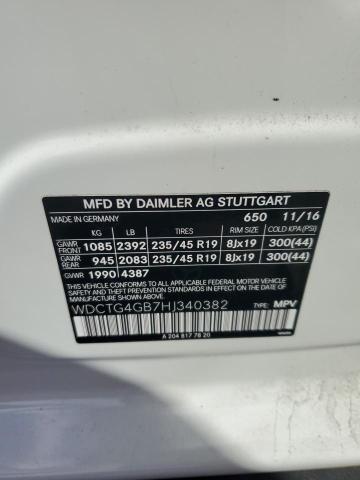 MFD BY DAIMLER AG STUTTGART
MADE IN GERMANY 650 11/16
KG LB TIRES RIM SIZE COLD KPA (PSI)
GAWR FRONT 1085 2392 235/45 R19 8Jx19 300(44)
GAWR REAR 945 2083 235/45 R19 8Jx19 300(44)
GVWR 1990 4387
THIS VEHICLE CONFORMS TO ALL APPLICABLE U.S. FEDERAL MOTOR VEHICLE SAFETY AND THEFT PREVENTION STANDARDS IN EFFECT ON THE DATE OF MANUFACTURE SHOWN ABOVE.
WDCTG4GB7HJ340382 TYPE: MPV
A 204 817 78 20